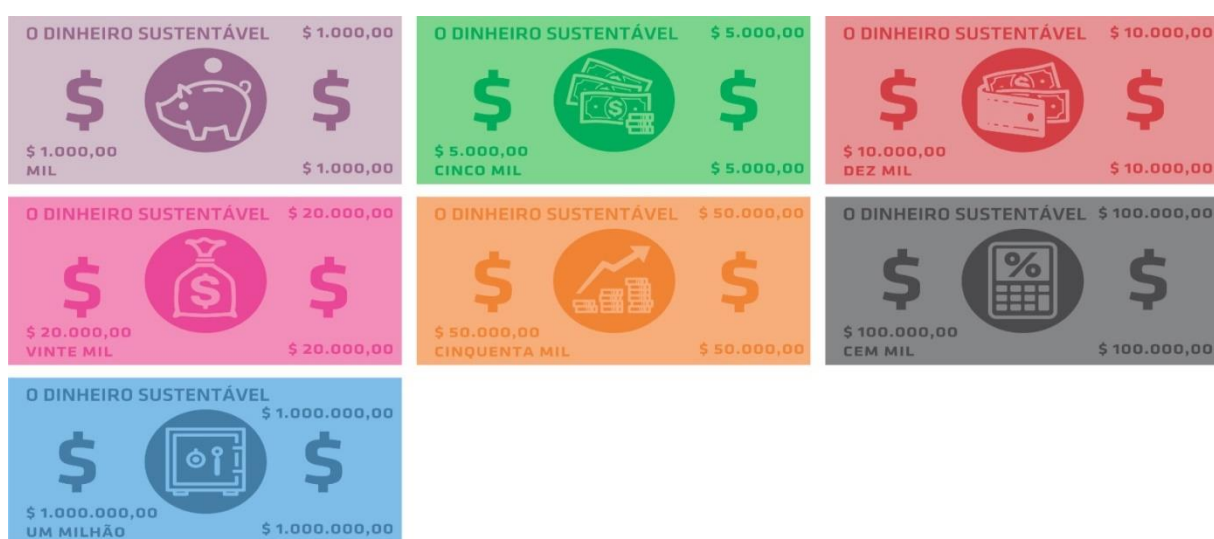 O DINHEIRO SUSTENTÁVEL $ 1.000,00
$ $
$ 1.000,00
MIL $ 1.000,00
O DINHEIRO SUSTENTÁVEL $ 5.000,00
$ $
$
$ 5.000,00
CINCO MIL $ 5.000,00
O DINHEIRO SUSTENTÁVEL $ 10.000,00
$ $
$
$ 10.000,00
DEZ MIL $ 10.000,00
O DINHEIRO SUSTENTÁVEL $ 20.000,00
$ $ $
$ 20.000,00
VINTE MIL $ 20.000,00
O DINHEIRO SUSTENTÁVEL $ 50.000,00
$ $
$ 50.000,00
CINQUENTA MIL $ 50.000,00
O DINHEIRO SUSTENTÁVEL $ 100.000,00
%
$ $
$ 100.000,00
CEM MIL $ 100.000,00
O DINHEIRO SUSTENTÁVEL
$ 1.000.000,00
$ $
$ 1.000.000,00
UM MILHÃO $ 1.000.000,00